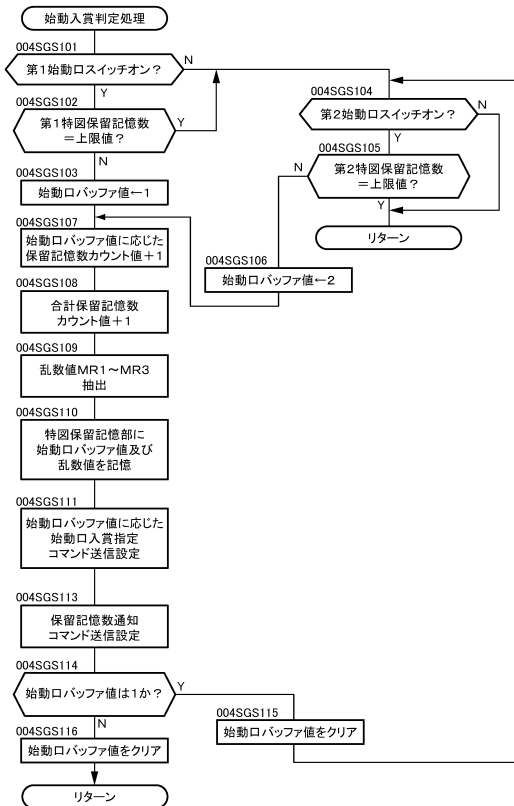 始動入賞判定処理
004SGS101
第1始動口スイッチオン？
N
Y
004SGS102
第1特図保留記憶数
＝上限値？
Y
N
004SGS103
始動口バッファ値←1
004SGS104
第2始動口スイッチオン？
N
Y
004SGS105
第2特図保留記憶数
＝上限値？
N
Y
リターン
004SGS106
始動口バッファ値←2
004SGS107
始動口バッファ値に応じた
保留記憶数カウント値＋1
004SGS108
合計保留記憶数
カウント値＋1
004SGS109
乱数値MR1～MR3
抽出
004SGS110
特図保留記憶部に
始動口バッファ値及び
乱数値を記憶
004SGS111
始動口バッファ値に応じた
始動口入賞指定
コマンド送信設定
004SGS113
保留記憶数通知
コマンド送信設定
004SGS114
始動口バッファ値は1か？
Y
N
004SGS115
始動口バッファ値をクリア
004SGS116
始動口バッファ値をクリア
リターン